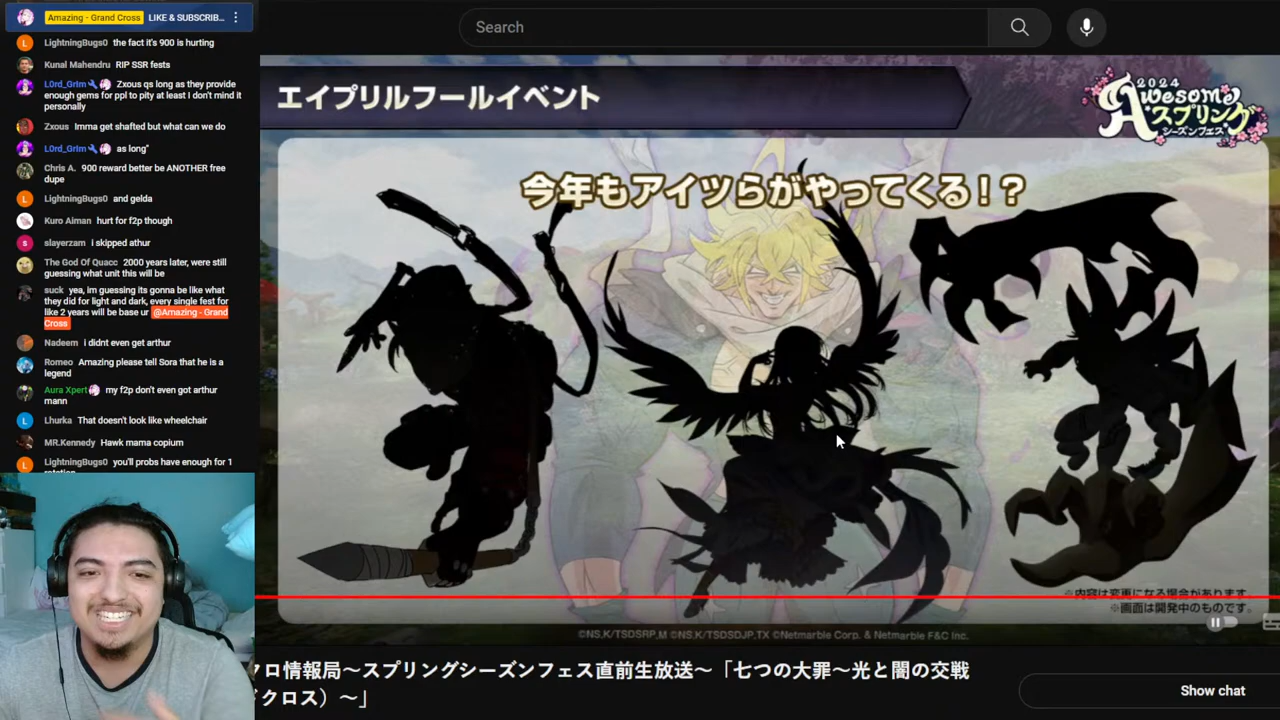 Amazing - Grand Cross LIKE & SUBSCRIB...
LightningBugs0 the fact it's 900 is hurting
Kunal Mahendru RIP SSR fests
L0rd_Gr1m Zxous qs long as they provide
enough gems for ppl to pity at least I don't mind it
personally
Zxous Imma get shafted but what can we do
L0rd_Gr1m as long"
Chris A. 900 reward better be ANOTHER free
dupe
LightningBugs0 and gelda
Kuro Aiman hurt for f2p though
slayerzam i skipped athur
The God Of Quacc 2000 years later, were still
guessing what unit this will be
suck yea, im guessing its gonna be like what
they did for light and dark, every single fest for
like 2 years will be base ur @Amazing - Grand
Cross
Nadeem i didnt even get arthur
Romeo Amazing please tell Sora that he is a
legend
Aura Xpert my f2p don't even got arthur
mann
Lhurka That doesn't look like wheelchair
MR.Kennedy Hawk mama copium
LightningBugs0 you'll probs have enough for 1
Search
エイプリルフールイベント
2024
Awesome
スプリング
シーズンフェス
今年もアイツらがやってくる!?
※内容は変更になる場合があります。
※画面は開発中のものです。
©NS,K/TSDSRP,M ©NS,K/TSDSJP,TX ©Netmarble Corp. & Netmarble F&C Inc.
クロ情報局～スプリングシーズンフェス直前生放送～「七つの大罪～光と闇の交戦
ドクロス）～」
Show chat